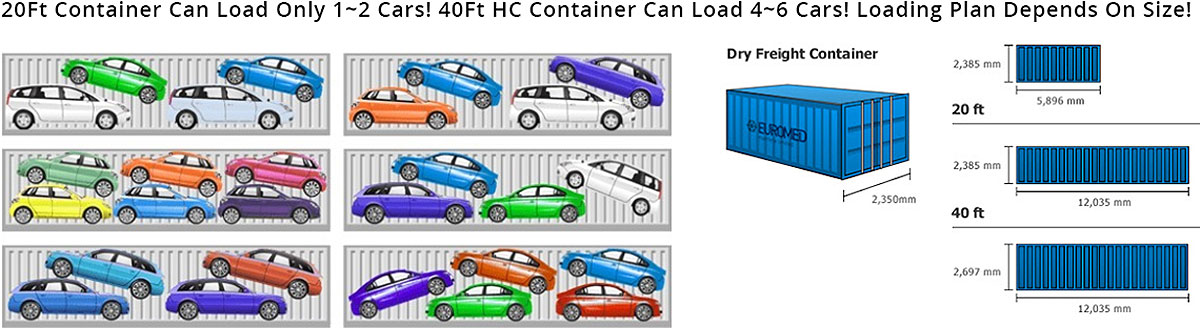 20Ft Container Can Load Only 1~2 Cars! 40Ft HC Container Can Load 4~6 Cars! Loading Plan Depends On Size!
Dry Freight Container
EUROMED
2,350mm
2,385 mm
5,896 mm
20 ft
2,385 mm
12,035 mm
40 ft
2,697 mm
12,035 mm